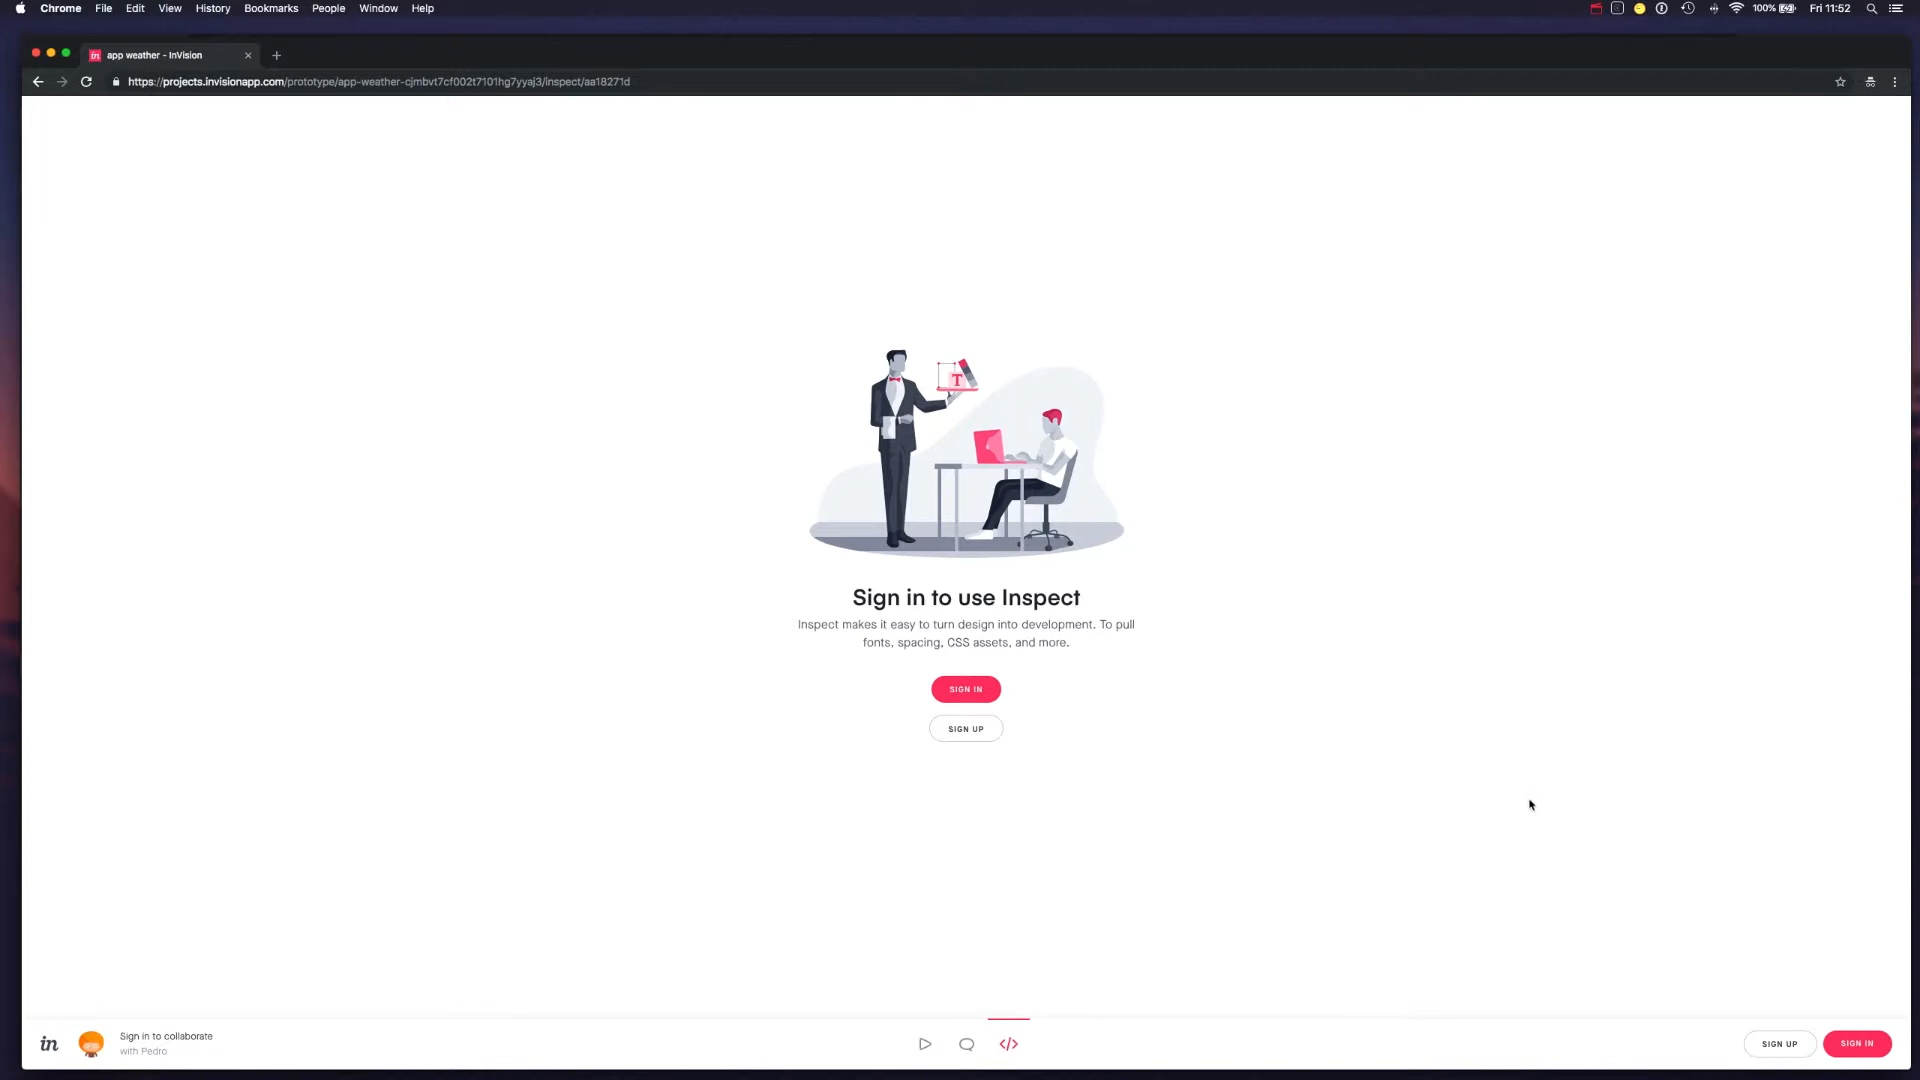 Chrome File Edit View History Bookmarks People Window Help 100% Fri 11:52
in app weather - InVision
https://projects.invisionapp.com/prototype/app-weather-cjmbvt7cf002t7101hg7yyaj3/inspect/aa18271d
T
Sign in to use Inspect
Inspect makes it easy to turn design into development. To pull
fonts, spacing, CSS assets, and more.
SIGN IN
SIGN UP
in Sign in to collaborate
with Pedro
SIGN UP SIGN IN